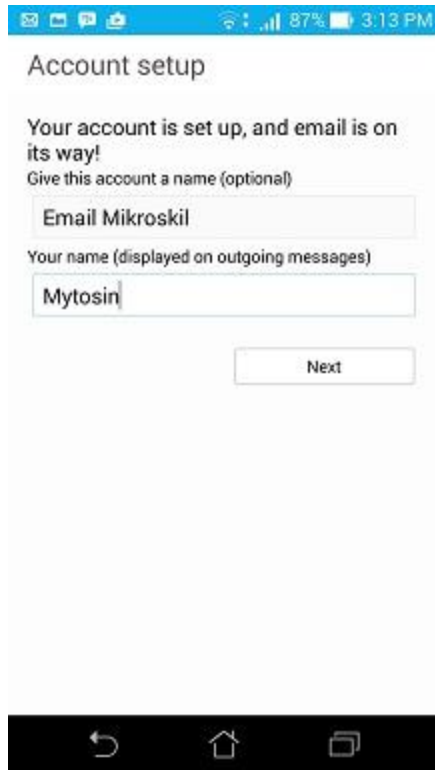 87% 3:13 PM
Account setup
Your account is set up, and email is on
its way!
Give this account a name (optional)
Email Mikroskil
Your name (displayed on outgoing messages)
Mytosin
Next